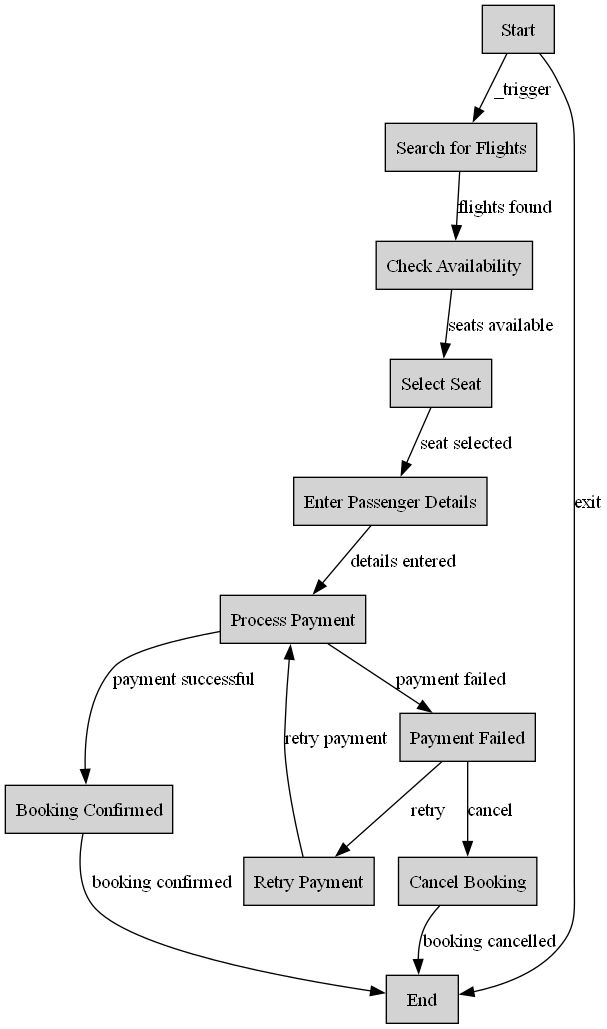 Start
_trigger
Search for Flights
flights found
Check Availability
seats available
Select Seat
seat selected
Enter Passenger Details
exit
details entered
Process Payment
payment successful
payment failed
retry payment
Payment Failed
Booking Confirmed
retry
cancel
booking confirmed
Retry Payment
Cancel Booking
booking cancelled
End